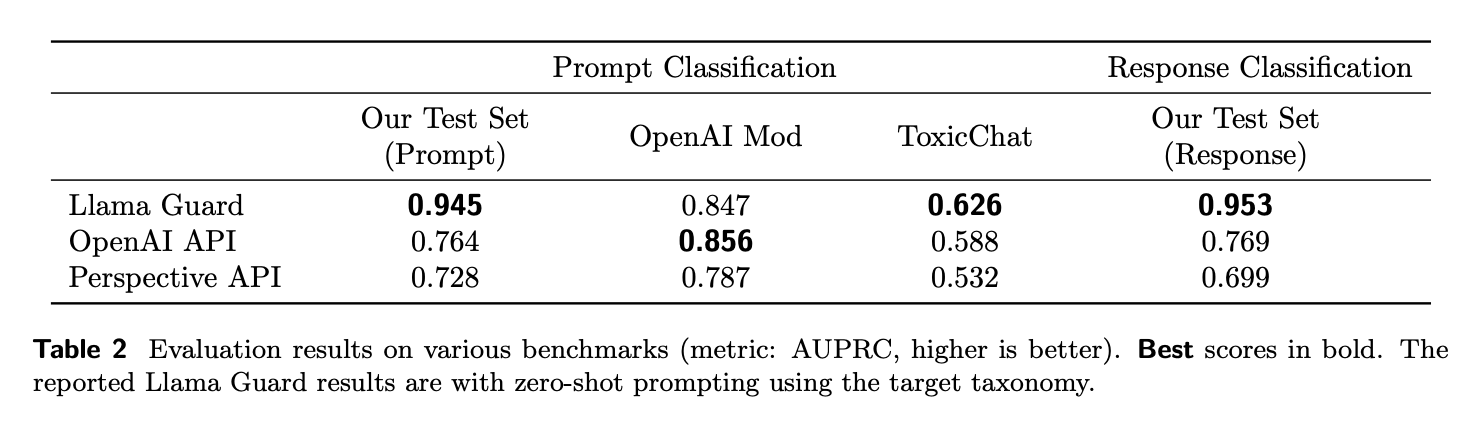 Prompt Classification Response Classification
Our Test Set (Prompt) OpenAI Mod ToxicChat Our Test Set (Response)
Llama Guard 0.945 0.847 0.626 0.953
OpenAI API 0.764 0.856 0.588 0.769
Perspective API 0.728 0.787 0.532 0.699
Table 2 Evaluation results on various benchmarks (metric: AUPRC, higher is better). Best scores in bold. The
reported Llama Guard results are with zero-shot prompting using the target taxonomy.